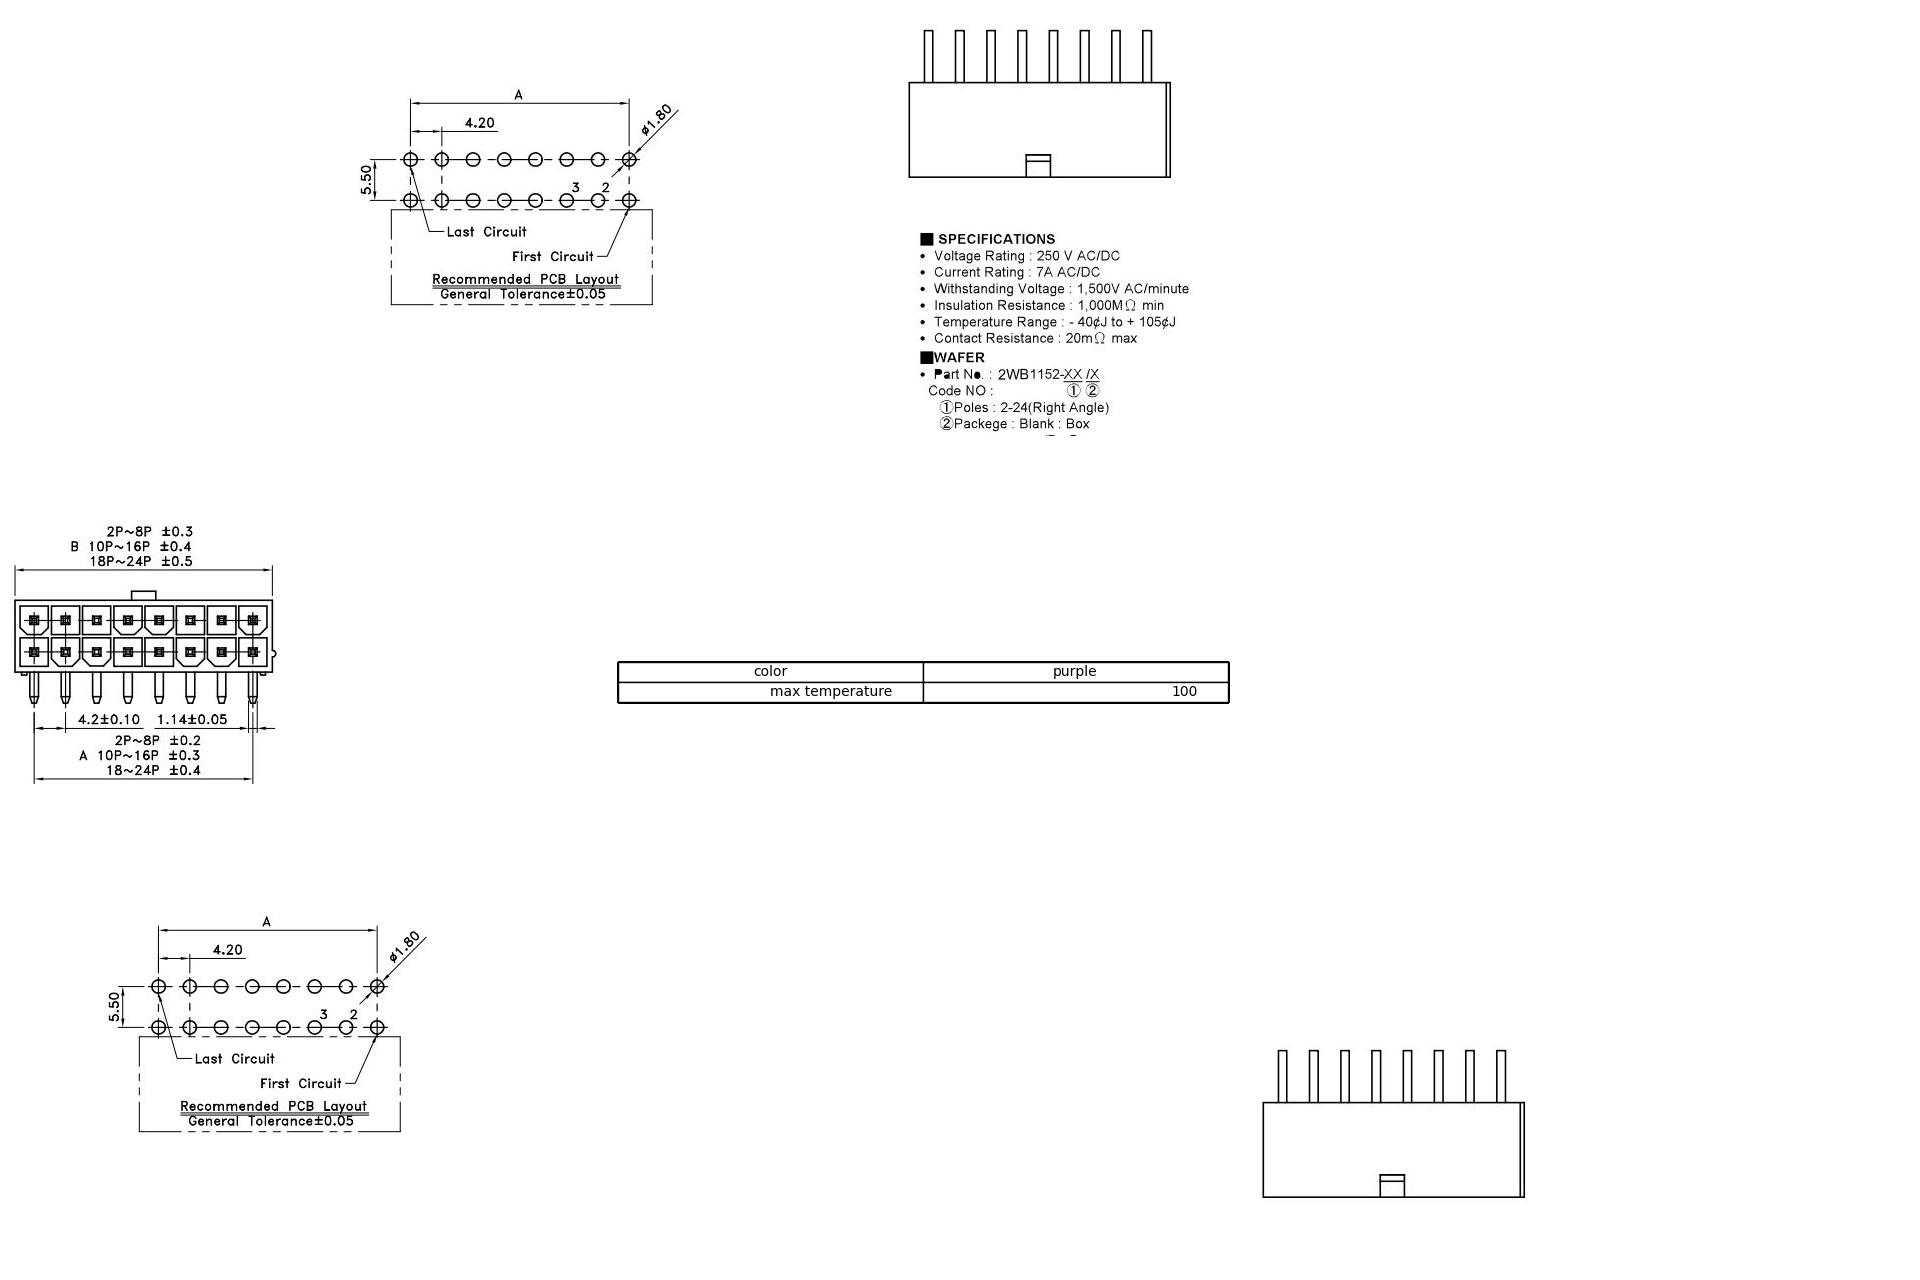 A
4.20
ø1.80
5.50
3 2
Last Circuit
First Circuit
Recommended PCB Layout
General Tolerance±0.05
SPECIFICATIONS
• Voltage Rating : 250 V AC/DC
• Current Rating : 7A AC/DC
• Withstanding Voltage : 1,500V AC/minute
• Insulation Resistance : 1,000MΩ min
• Temperature Range : - 40¢J to + 105¢J
• Contact Resistance : 20mΩ max
WAFER
• Part No. : 2WB1152-XX /X
Code NO : ① ②
①Poles : 2-24(Right Angle)
②Packege : Blank : Box
2P~8P ±0.3
B 10P~16P ±0.4
18P~24P ±0.5
4.2±0.10 1.14±0.05
2P~8P ±0.2
A 10P~16P ±0.3
18~24P ±0.4
color purple
max temperature 100
A
4.20
ø1.80
5.50
3 2
Last Circuit
First Circuit
Recommended PCB Layout
General Tolerance±0.05